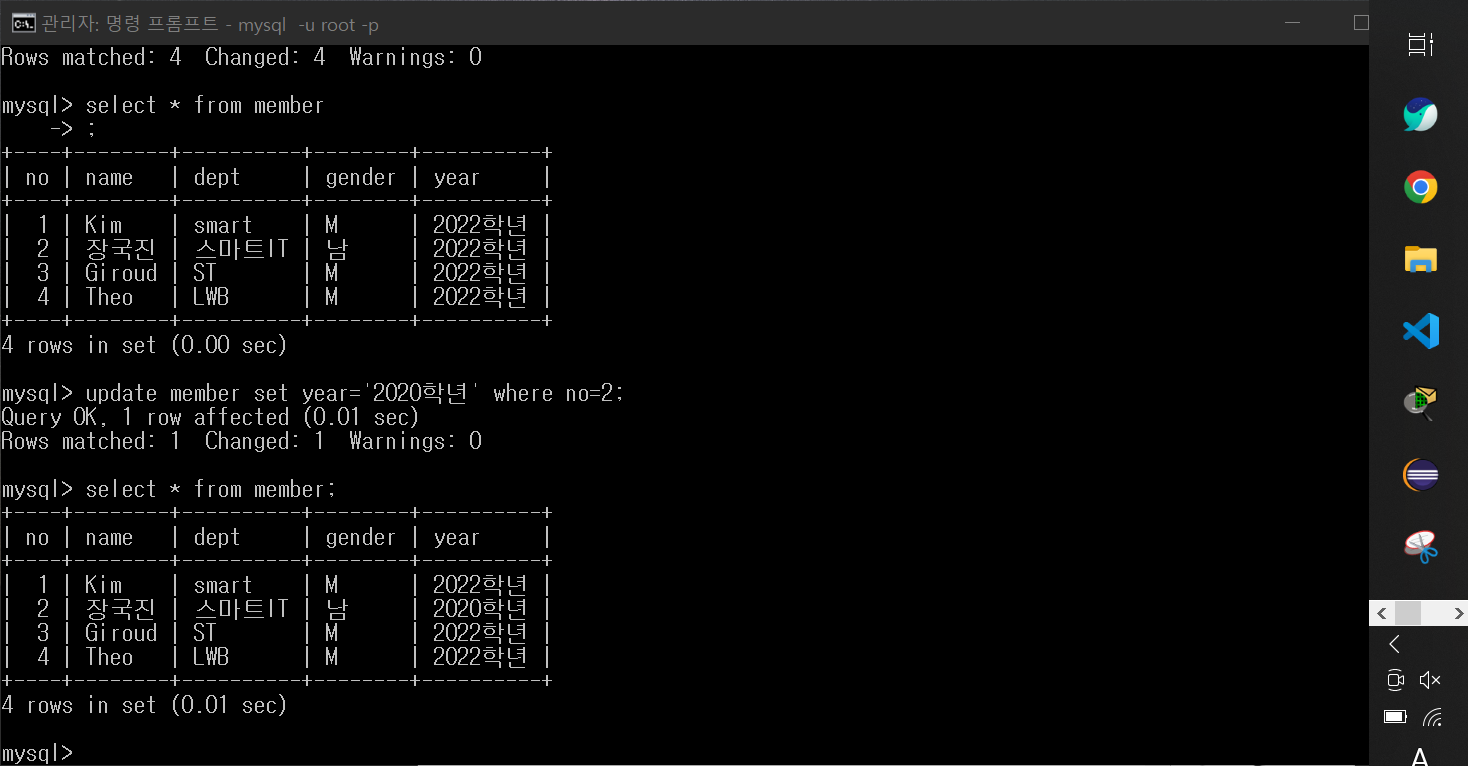 관리자: 명령 프롬프트 - mysql  -u root -p
Rows matched: 4  Changed: 4  Warnings: 0
mysql> select * from member
    -> ;
+----+--------+----------+--------+----------+
| no | name   | dept     | gender | year     |
+----+--------+----------+--------+----------+
|  1 | Kim    | smart    | M      | 2022학년 |
|  2 | 장국진 | 스마트IT | 남     | 2022학년 |
|  3 | Giroud | ST       | M      | 2022학년 |
|  4 | Theo   | LWB      | M      | 2022학년 |
+----+--------+----------+--------+----------+
4 rows in set (0.00 sec)
mysql> update member set year='2020학년' where no=2;
Query OK, 1 row affected (0.01 sec)
Rows matched: 1  Changed: 1  Warnings: 0
mysql> select * from member;
+----+--------+----------+--------+----------+
| no | name   | dept     | gender | year     |
+----+--------+----------+--------+----------+
|  1 | Kim    | smart    | M      | 2022학년 |
|  2 | 장국진 | 스마트IT | 남     | 2020학년 |
|  3 | Giroud | ST       | M      | 2022학년 |
|  4 | Theo   | LWB      | M      | 2022학년 |
+----+--------+----------+--------+----------+
4 rows in set (0.01 sec)
mysql>
A